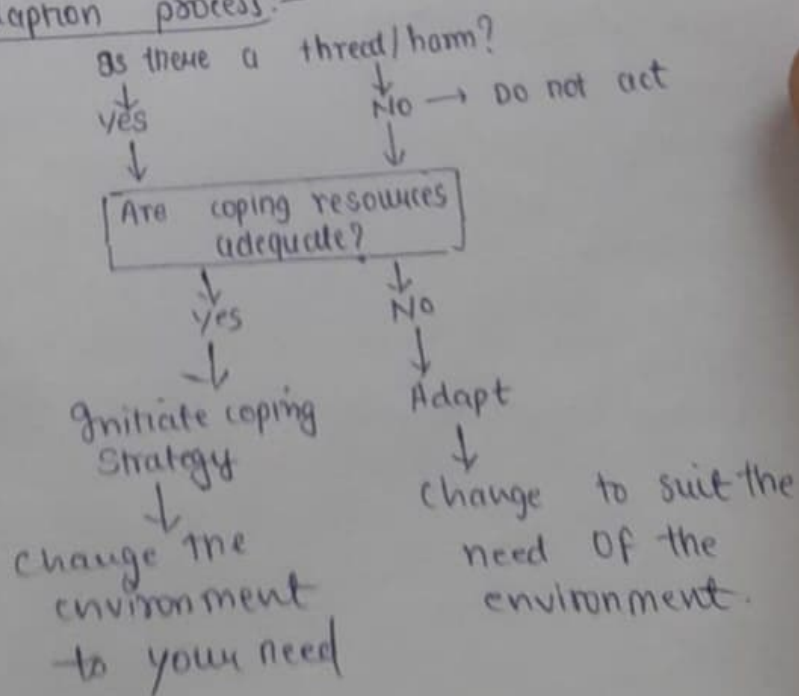 aption process.
Is there a thread/harm?
↓ ↓
yes No → Do not act
↓ ↓
Are coping resources
adequate?
↓ ↓
yes No
↓ ↓
Initiate coping Adapt
Strategy ↓
↓ change to suit the
change the need of the
environment environment.
to your need